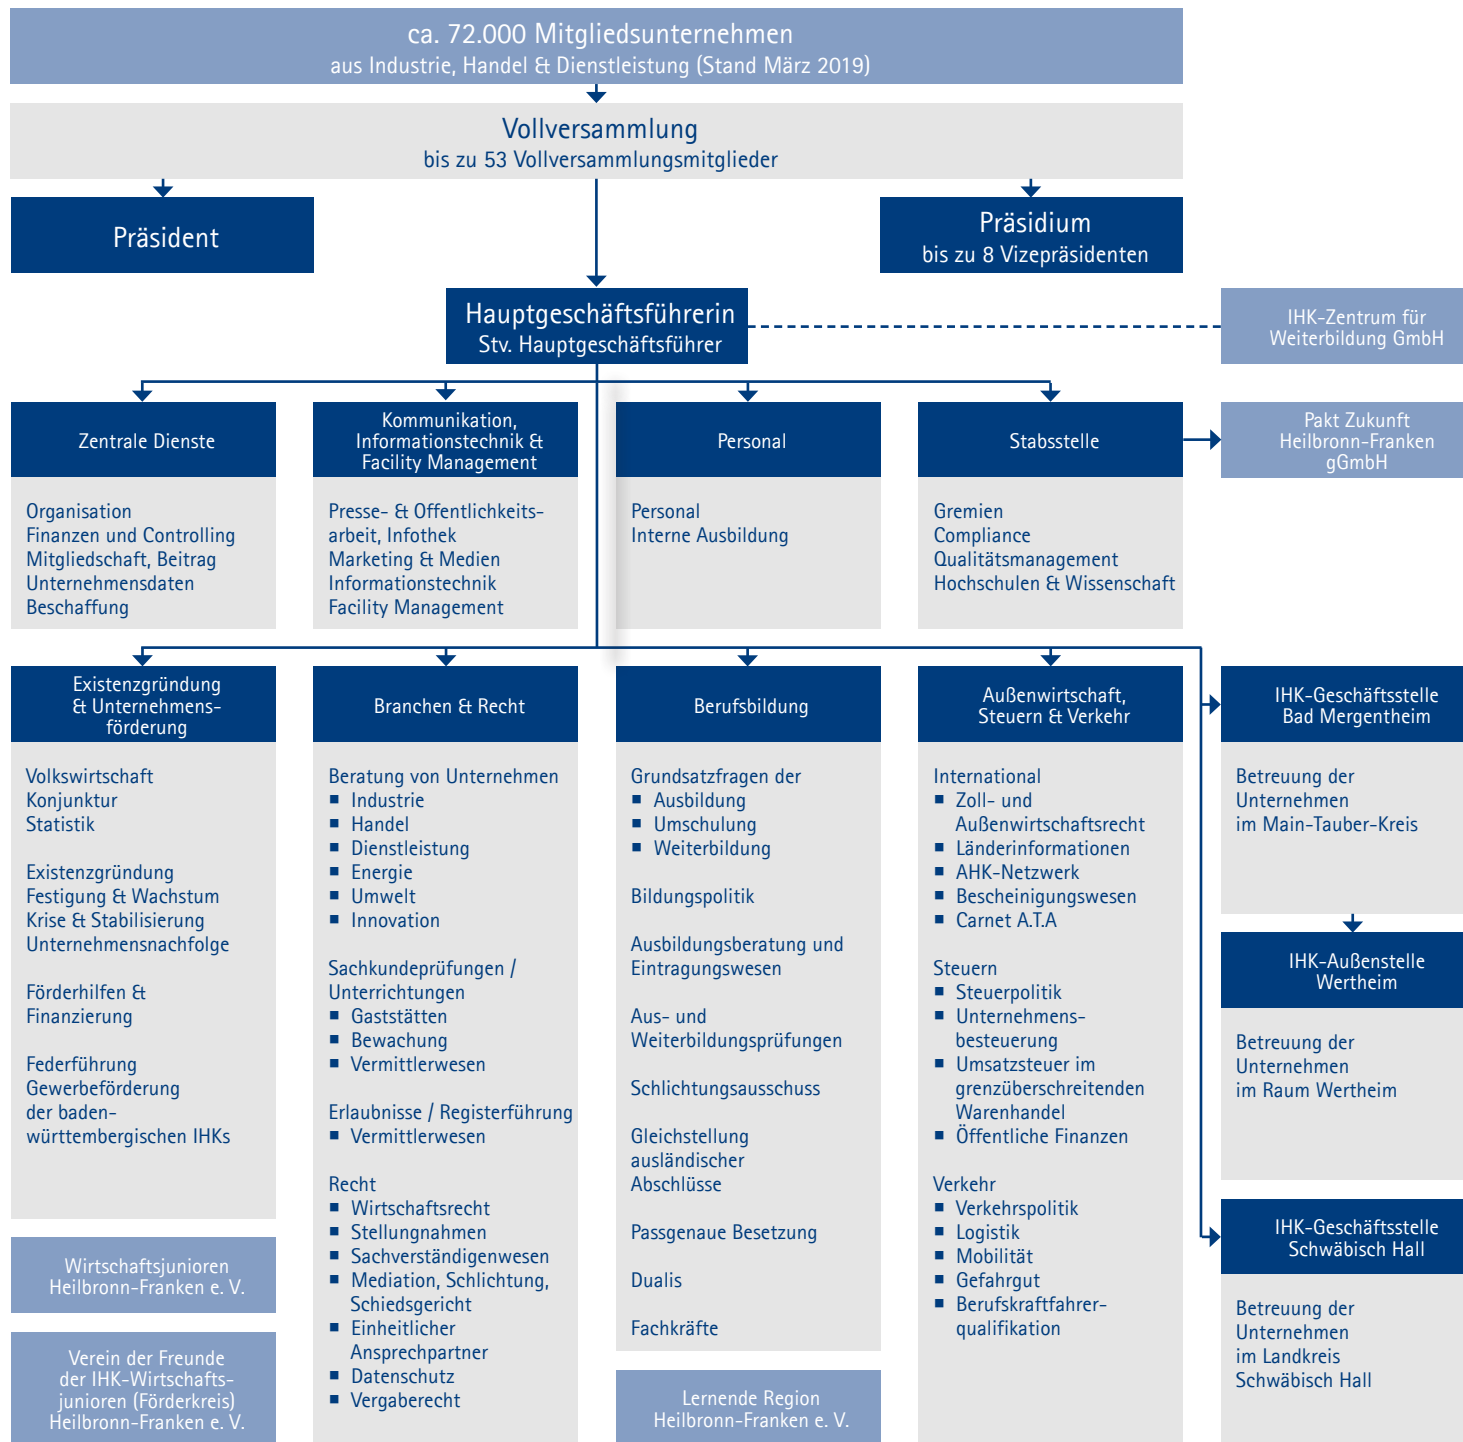 ca. 72.000 Mitgliedsunternehmen
aus Industrie, Handel & Dienstleistung (Stand März 2019)
Vollversammlung
bis zu 53 Vollversammlungsmitglieder
Präsident
Präsidium
bis zu 8 Vizepräsidenten
Hauptgeschäftsführerin
Stv. Hauptgeschäftsführer
IHK-Zentrum für
Weiterbildung GmbH
Zentrale Dienste
Organisation
Finanzen und Controlling
Mitgliedschaft, Beitrag
Unternehmensdaten
Beschaffung
Kommunikation,
Informationstechnik &
Facility Management
Presse- & Offentlichkeits-
arbeit, Infothek
Marketing & Medien
Informationstechnik
Facility Management
Personal
Personal
Interne Ausbildung
Stabsstelle
Gremien
Compliance
Qualitätsmanagement
Hochschulen & Wissenschaft
Pakt Zukunft
Heilbronn-Franken
gGmbH
Existenzgründung
& Unternehmens-
förderung
Volkswirtschaft
Konjunktur
Statistik
Existenzgründung
Festigung & Wachstum
Krise & Stabilisierung
Unternehmensnachfolge
Förderhilfen &
Finanzierung
Federführung
Gewerbeförderung
der baden-
württembergischen IHKs
Wirtschaftsjunioren
Heilbronn-Franken e. V.
Verein der Freunde
der IHK-Wirtschafts-
junioren (Förderkreis)
Heilbronn-Franken e. V.
Branchen & Recht
Beratung von Unternehmen
■ Industrie
■ Handel
■ Dienstleistung
■ Energie
■ Umwelt
■ Innovation
Sachkundeprüfungen /
Unterrichtungen
■ Gaststätten
■ Bewachung
■ Vermittlerwesen
Erlaubnisse / Registerführung
■ Vermittlerwesen
Recht
■ Wirtschaftsrecht
■ Stellungnahmen
■ Sachverständigenwesen
■ Mediation, Schlichtung,
Schiedsgericht
■ Einheitlicher
Ansprechpartner
■ Datenschutz
■ Vergaberecht
Berufsbildung
Grundsatzfragen der
■ Ausbildung
■ Umschulung
■ Weiterbildung
Bildungspolitik
Ausbildungsberatung und
Eintragungswesen
Aus- und
Weiterbildungsprüfungen
Schlichtungsausschuss
Gleichstellung
ausländischer
Abschlüsse
Passgenaue Besetzung
Dualis
Fachkräfte
Lernende Region
Heilbronn-Franken e. V.
Außenwirtschaft,
Steuern & Verkehr
International
■ Zoll- und
Außenwirtschaftsrecht
■ Länderinformationen
■ AHK-Netzwerk
■ Bescheinigungswesen
■ Carnet A.T.A
Steuern
■ Steuerpolitik
■ Unternehmens-
besteuerung
■ Umsatzsteuer im
grenzüberschreitenden
Warenhandel
■ Öffentliche Finanzen
Verkehr
■ Verkehrspolitik
■ Logistik
■ Mobilität
■ Gefahrgut
■ Berufskraftfahrer-
qualifikation
IHK-Geschäftsstelle
Bad Mergentheim
Betreuung der
Unternehmen
im Main-Tauber-Kreis
IHK-Außenstelle
Wertheim
Betreuung der
Unternehmen
im Raum Wertheim
IHK-Geschäftsstelle
Schwäbisch Hall
Betreuung der
Unternehmen
im Landkreis
Schwäbisch Hall